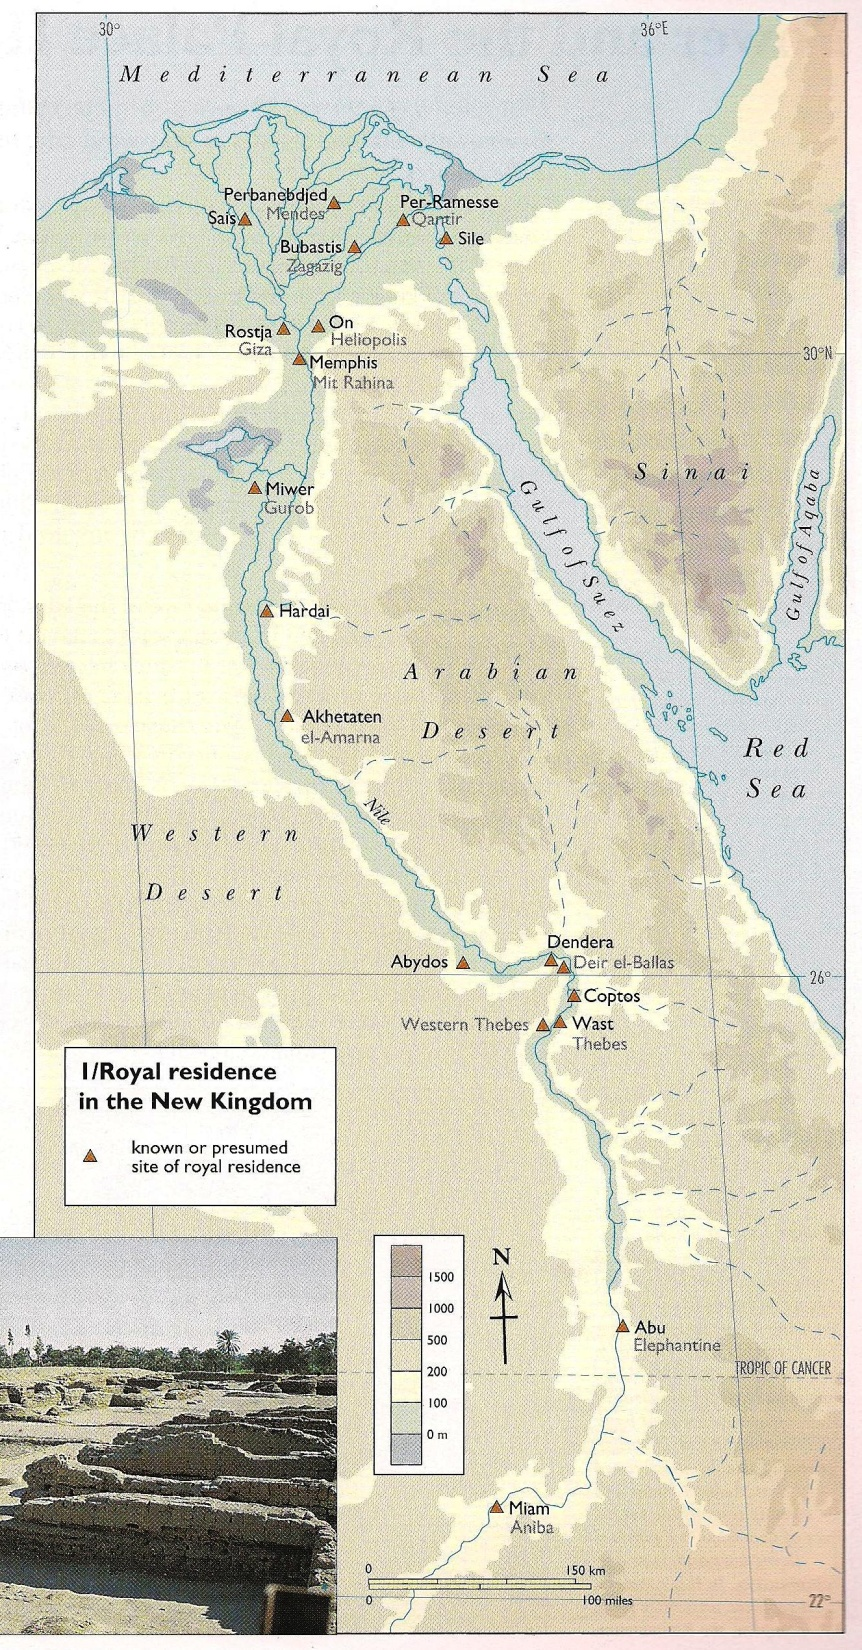 30°
36°E
Mediterranean Sea
Perbanebdjed
Mendes
Per-Ramesse
Qantir
Sais
Sile
Bubastis
Zagazig
Rostja
Giza
On
Heliopolis
30°N
Memphis
Mit Rahina
Sinai
Gulf of Suez
Gulf of Aqaba
Miwer
Gurob
Hardai
Arabian
Desert
Akhetaten
el-Amarna
Red
Sea
Nile
Western
Desert
Dendera
Abydos
Deir el-Ballas
26°
Coptos
Western Thebes
Wast
Thebes
1/Royal residence
in the New Kingdom
known or presumed
site of royal residence
N
1500
1000
500
200
100
0 m
Abu
Elephantine
TROPIC OF CANCER
Miam
Aniba
0 150 km
0 100 miles
22°